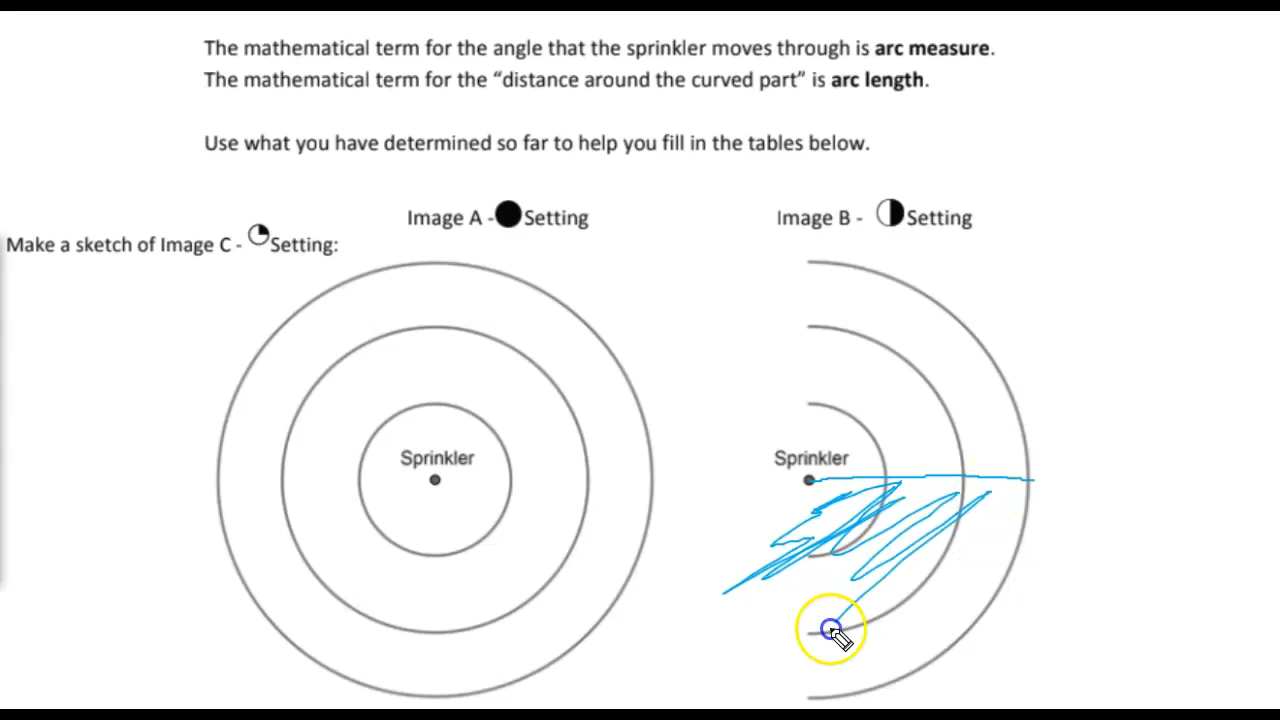 The mathematical term for the angle that the sprinkler moves through is arc measure.
The mathematical term for the “distance around the curved part” is arc length.
Use what you have determined so far to help you fill in the tables below.
Image A - Setting
Image B - Setting
Make a sketch of Image C - Setting:
Sprinkler
Sprinkler